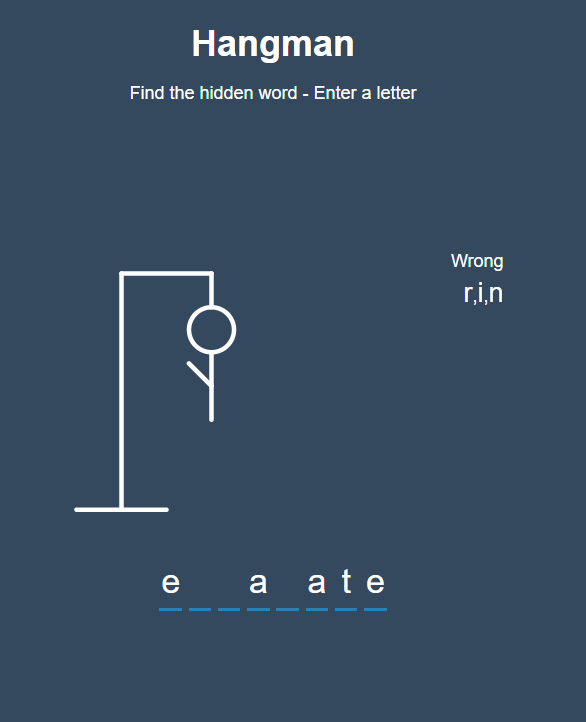 Hangman
Find the hidden word - Enter a letter
Wrong
r,i,n
e a a t e